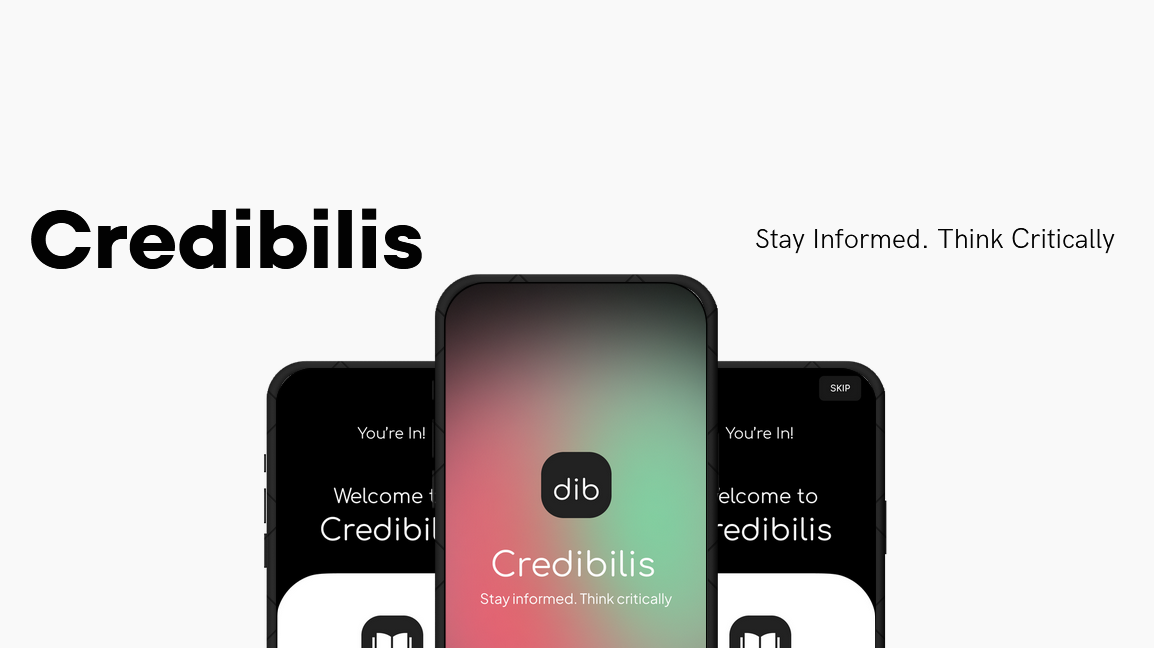 Credibilis
Stay Informed. Think Critically
SKIP
You're In!
You're In!
Welcome
Credibilis
dib
Credibilis
Stay informed. Think critically
elcome to
redibilis